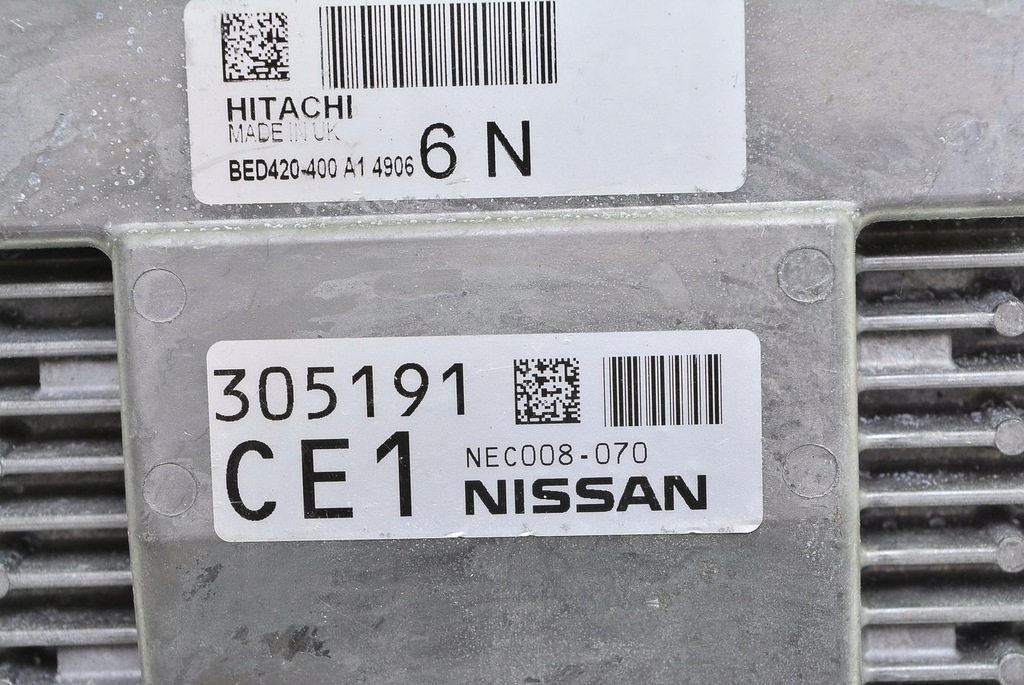 HITACHI
MADE IN UK
BED420-400 A1 4906 6 N
305191
CE1
NEC008-070
NISSAN